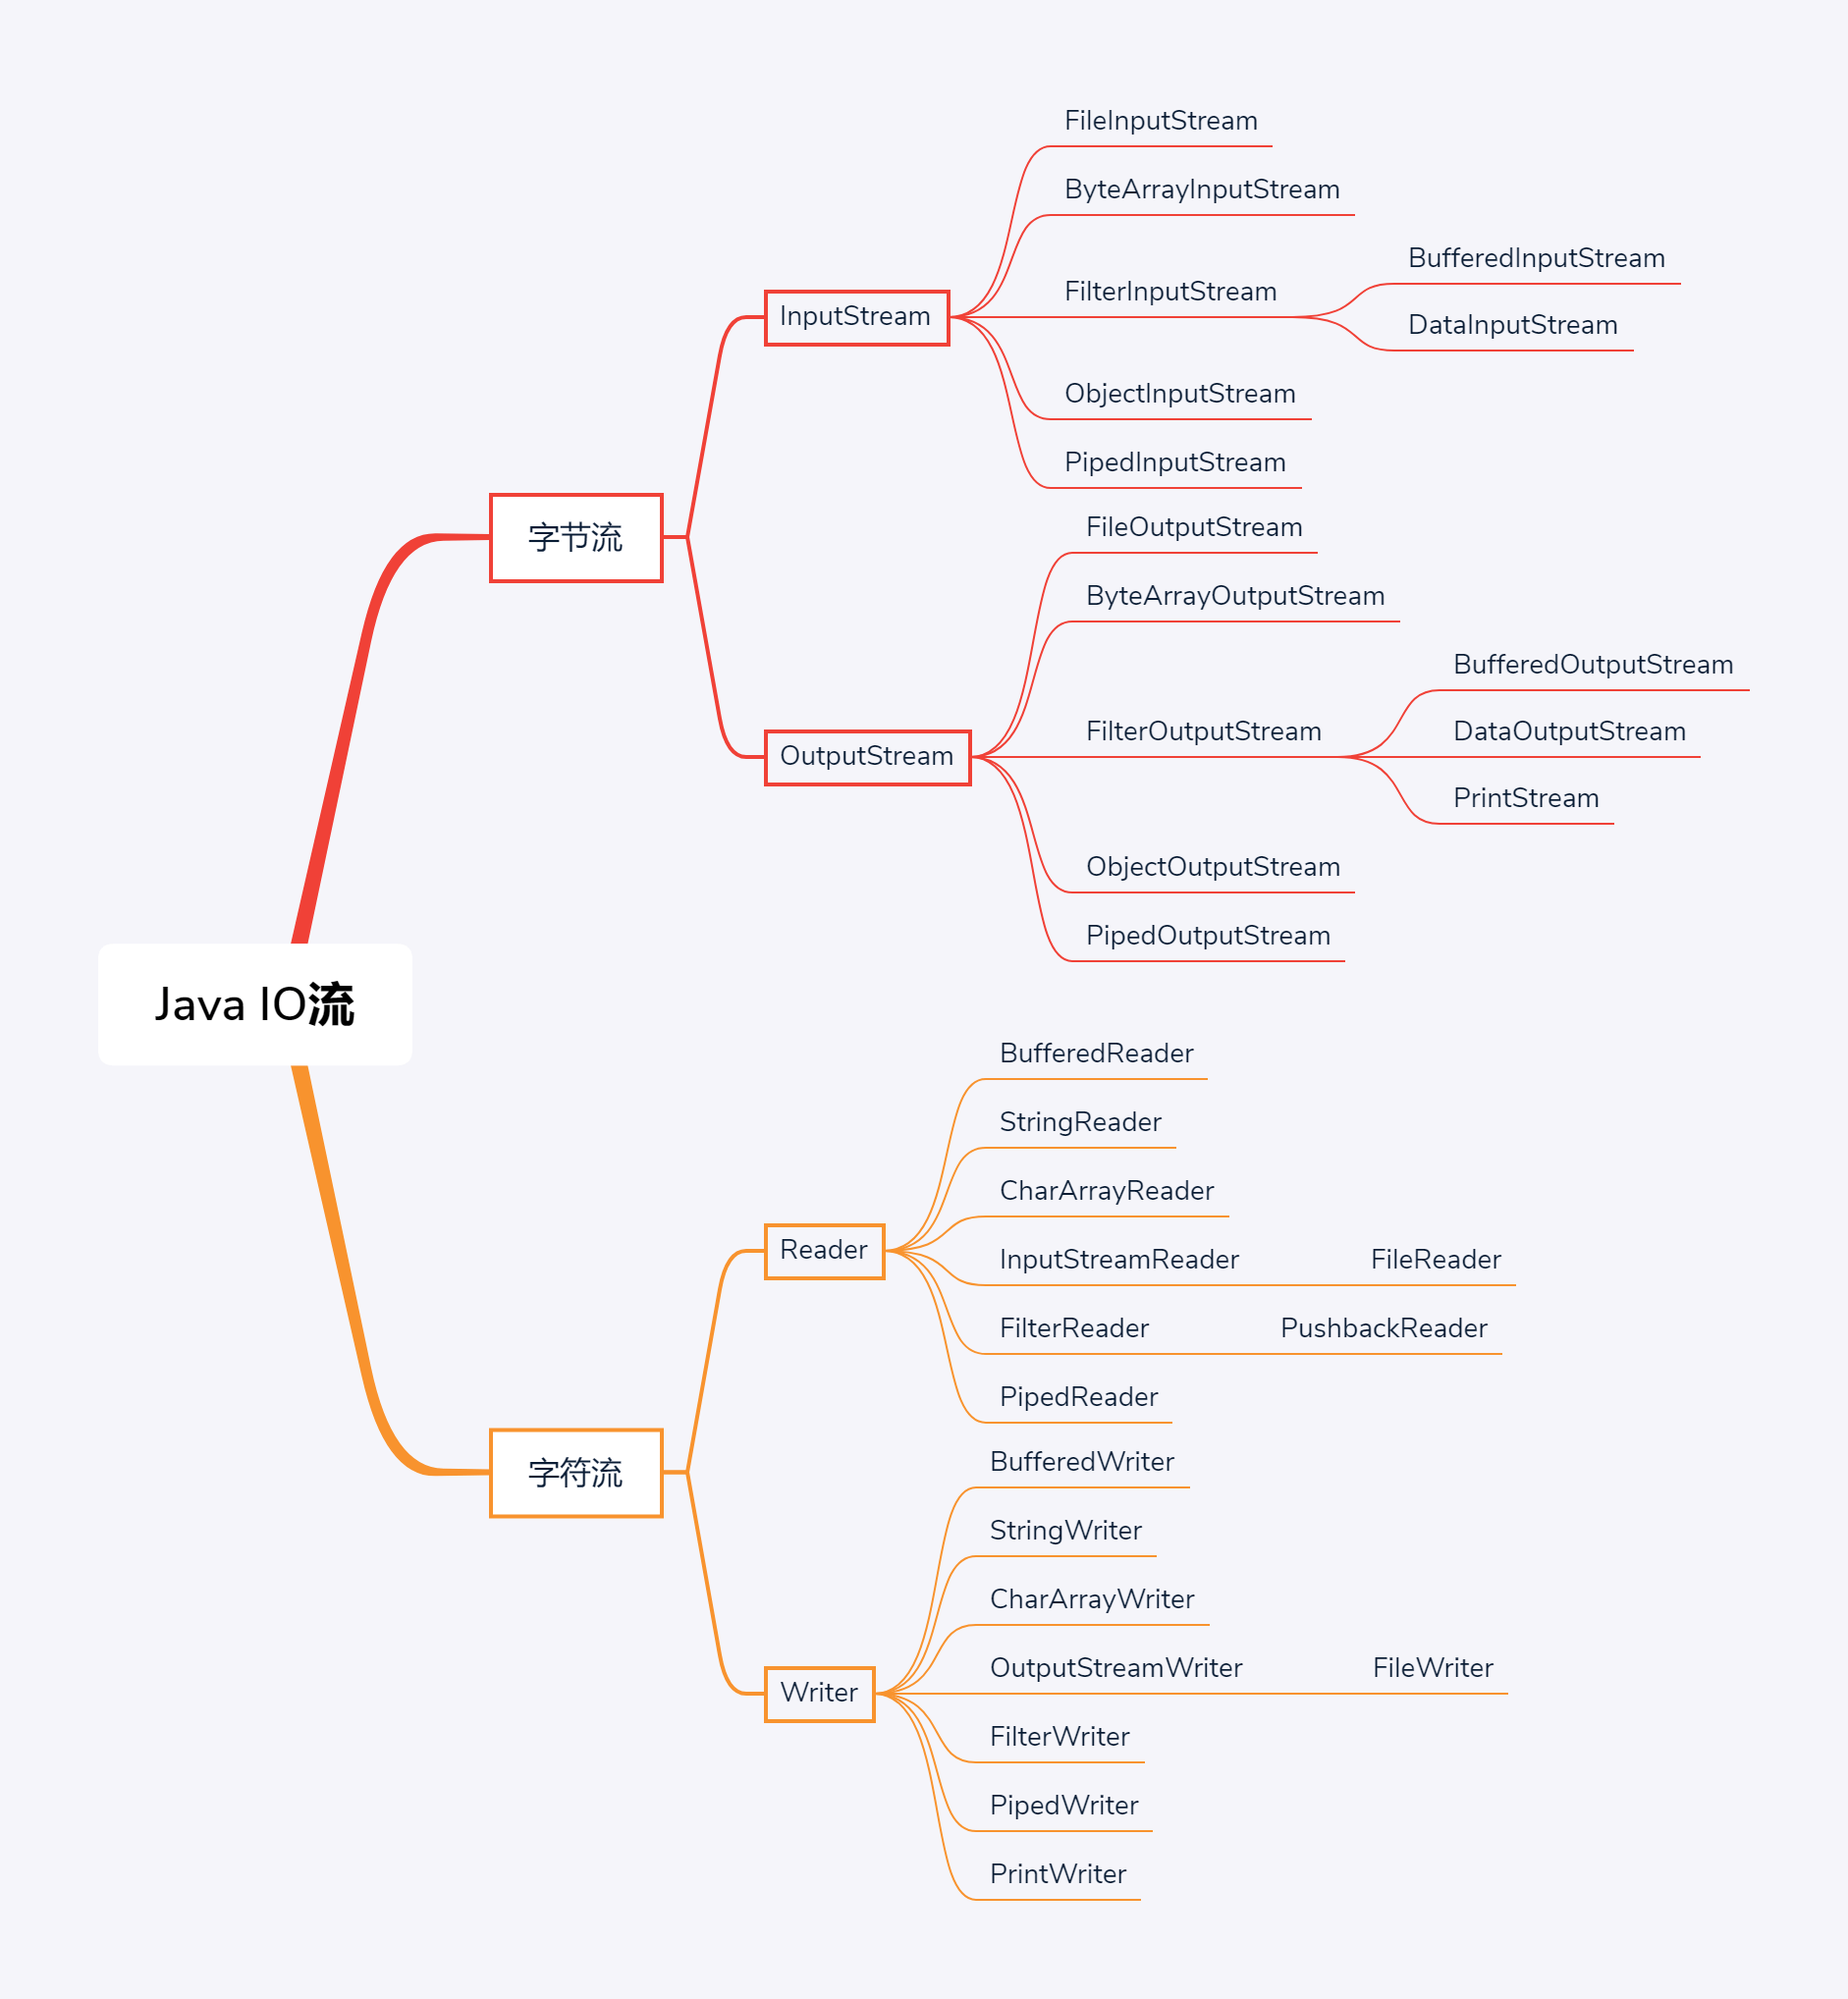 Java IO流
字节流
InputStream
FileInputStream
ByteArrayInputStream
FilterInputStream
BufferedInputStream
DataInputStream
ObjectInputStream
PipedInputStream
OutputStream
FileOutputStream
ByteArrayOutputStream
FilterOutputStream
BufferedOutputStream
DataOutputStream
PrintStream
ObjectOutputStream
PipedOutputStream
字符流
Reader
BufferedReader
StringReader
CharArrayReader
InputStreamReader
FileReader
FilterReader
PushbackReader
PipedReader
Writer
BufferedWriter
StringWriter
CharArrayWriter
OutputStreamWriter
FileWriter
FilterWriter
PipedWriter
PrintWriter